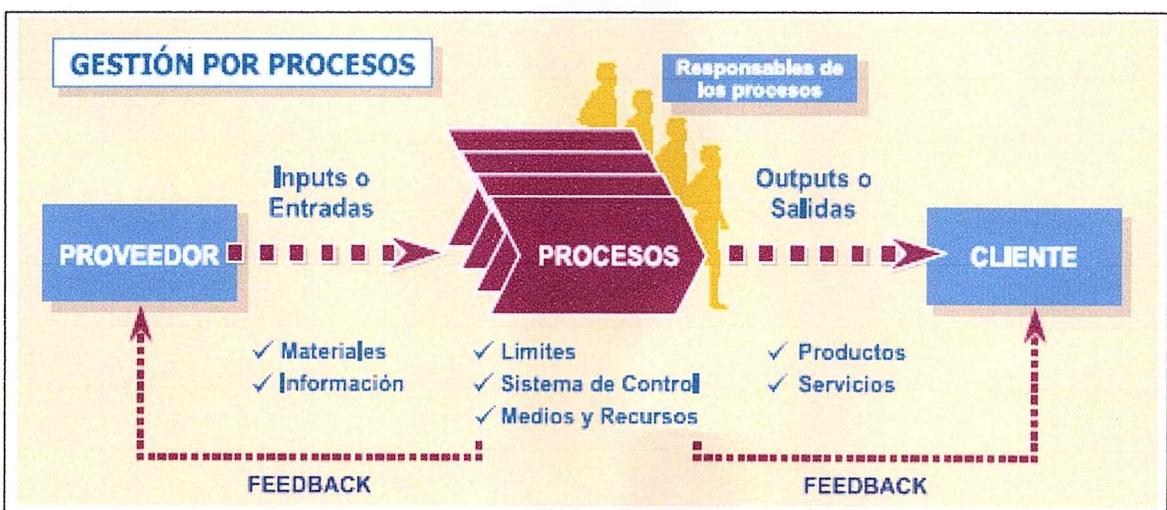 GESTIÓN POR PROCESOS
Responsables de
los procesos
Inputs o
Entradas
Outputs o
Salidas
PROVEEDOR
PROCESOS
CLIENTE
✓ Materiales
✓ Información
✓ Limites
✓ Sistema de Control
✓ Medios y Recursos
✓ Productos
✓ Servicios
FEEDBACK
FEEDBACK